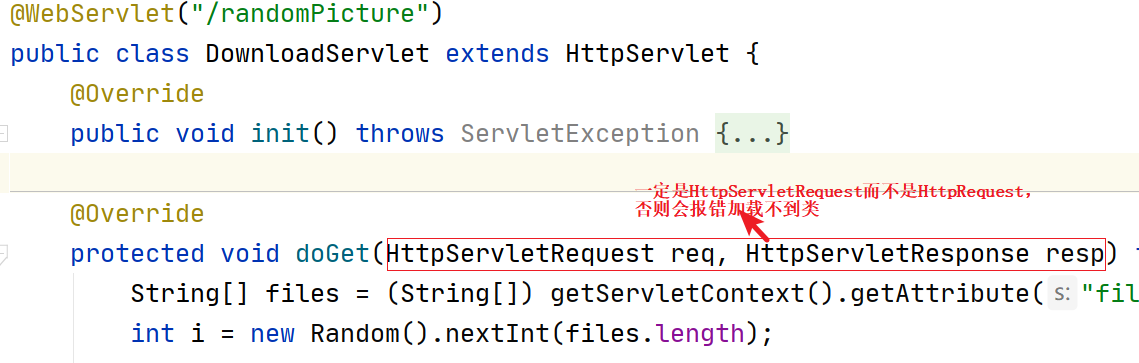 @WebServlet("/randomPicture")
public class DownloadServlet extends HttpServlet {
@Override
public void init() throws ServletException {...}
一定是HttpServletRequest而不是HttpRequest，
否则会报错加载不到类
@Override
protected void doGet(HttpServletRequest req, HttpServletResponse resp) t
String[] files = (String[]) getServletContext().getAttribute( s: "fil
int i = new Random().nextInt(files.length);